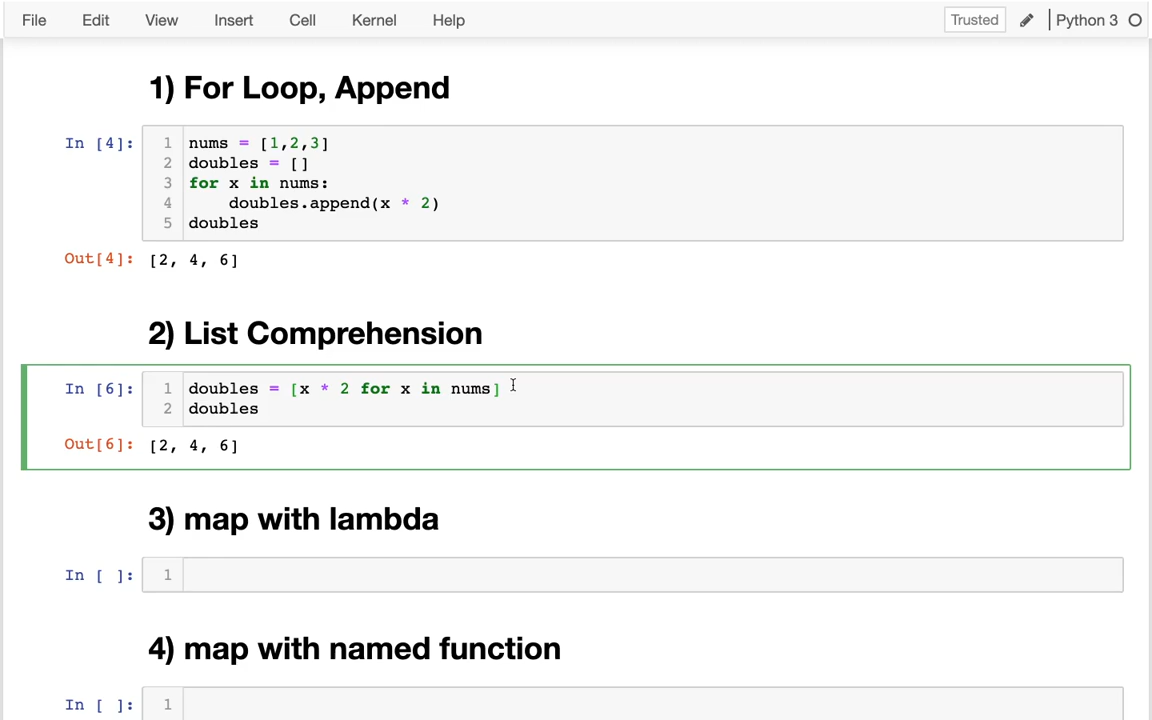 File Edit View Insert Cell Kernel Help Trusted Python 3
1) For Loop, Append
In [4]: 1 nums = [1,2,3]
2 doubles = []
3 for x in nums:
4     doubles.append(x * 2)
5 doubles
Out[4]: [2, 4, 6]
2) List Comprehension
In [6]: 1 doubles = [x * 2 for x in nums]
2 doubles
Out[6]: [2, 4, 6]
3) map with lambda
In [ ]: 1
4) map with named function
In [ ]: 1